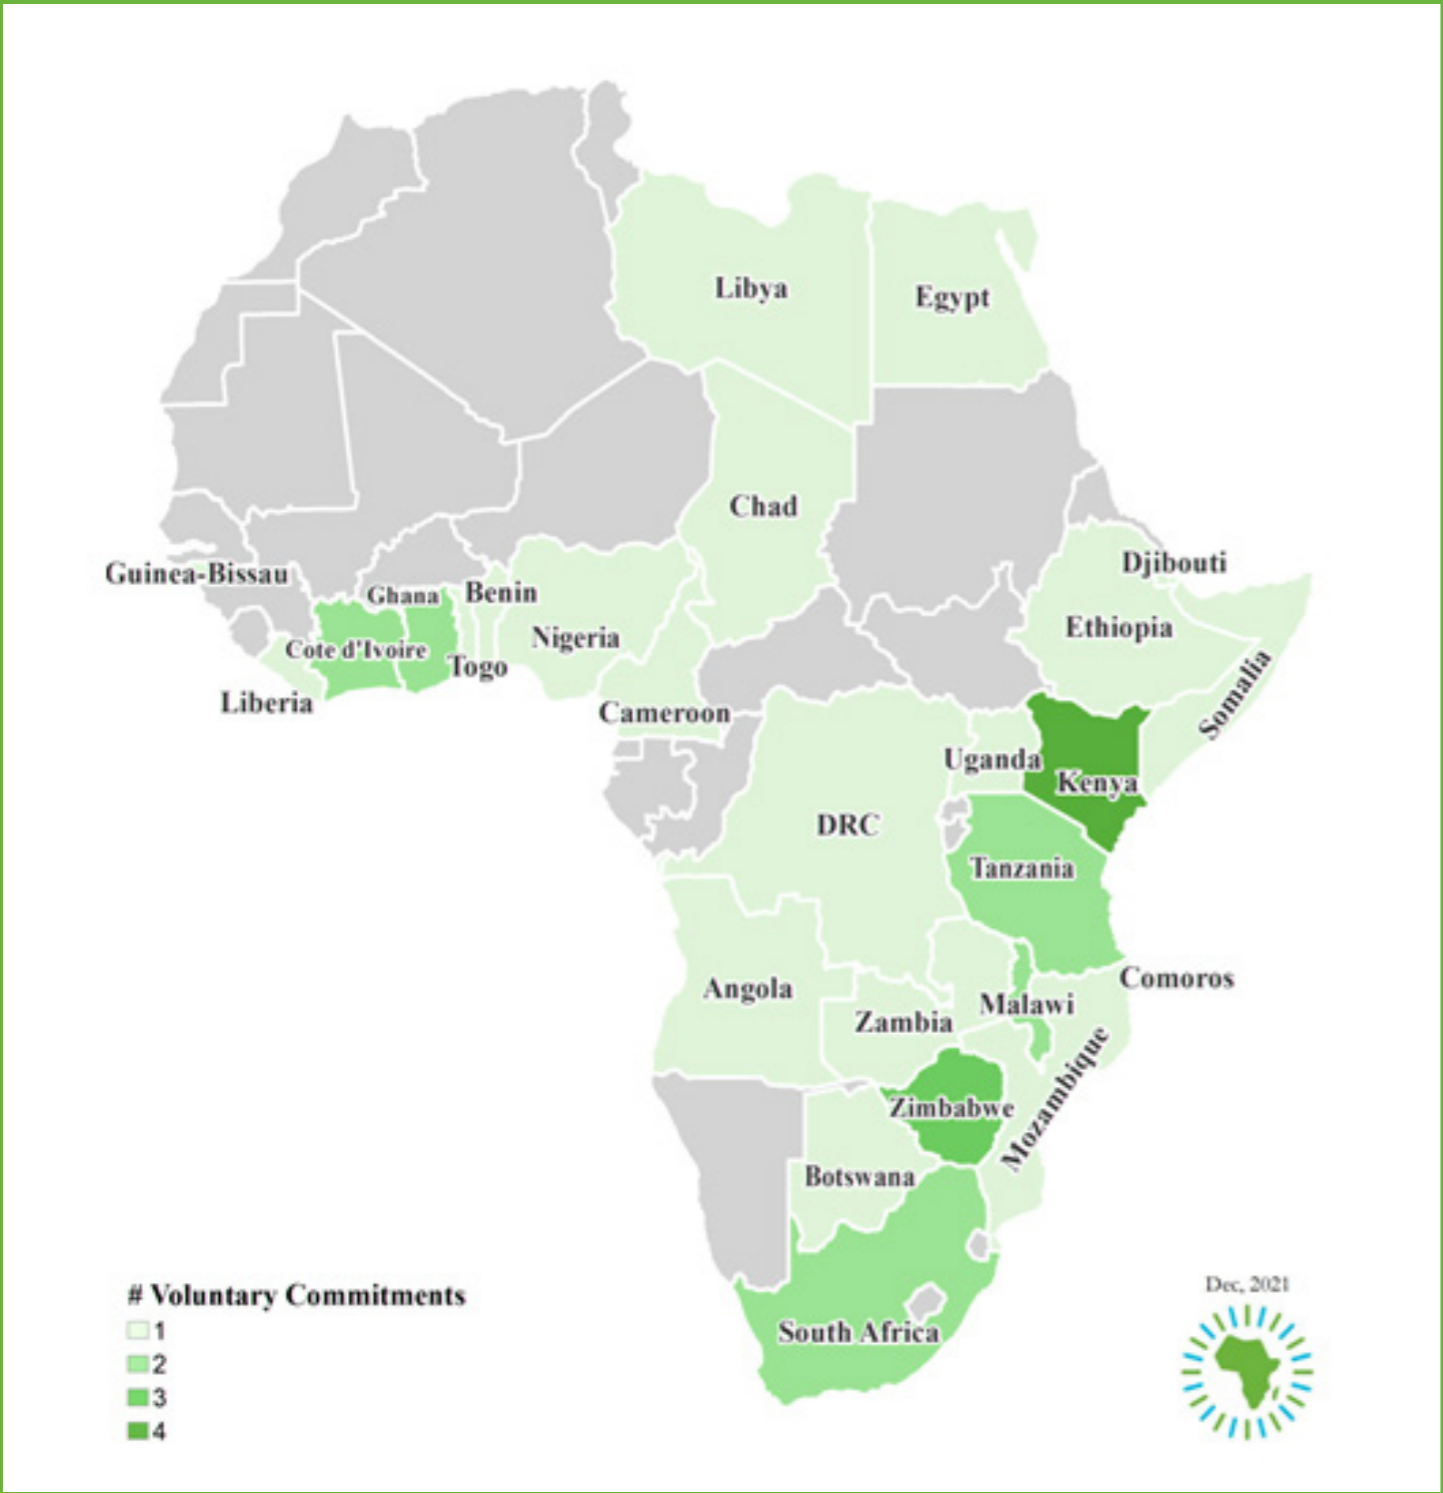 Libya
Egypt
Chad
Djibouti
Guinea-Bissau
Benin
Ghana
Ethiopia
Nigeria
Cote d'Ivoire
Togo
Somalia
Liberia
Cameroon
Uganda
Kenya
DRC
Tanzania
Comoros
Angola
Malawi
Zambia
Mozambique
Zimbabwe
Botswana
South Africa
# Voluntary Commitments
1
2
3
4
Dec, 2021